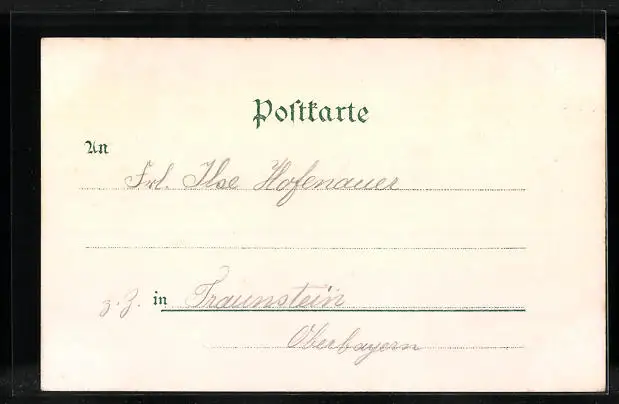 Postkarte
An
Frl. Ilse Hofenauer
z. Z. in Traunstein
Oberbayern